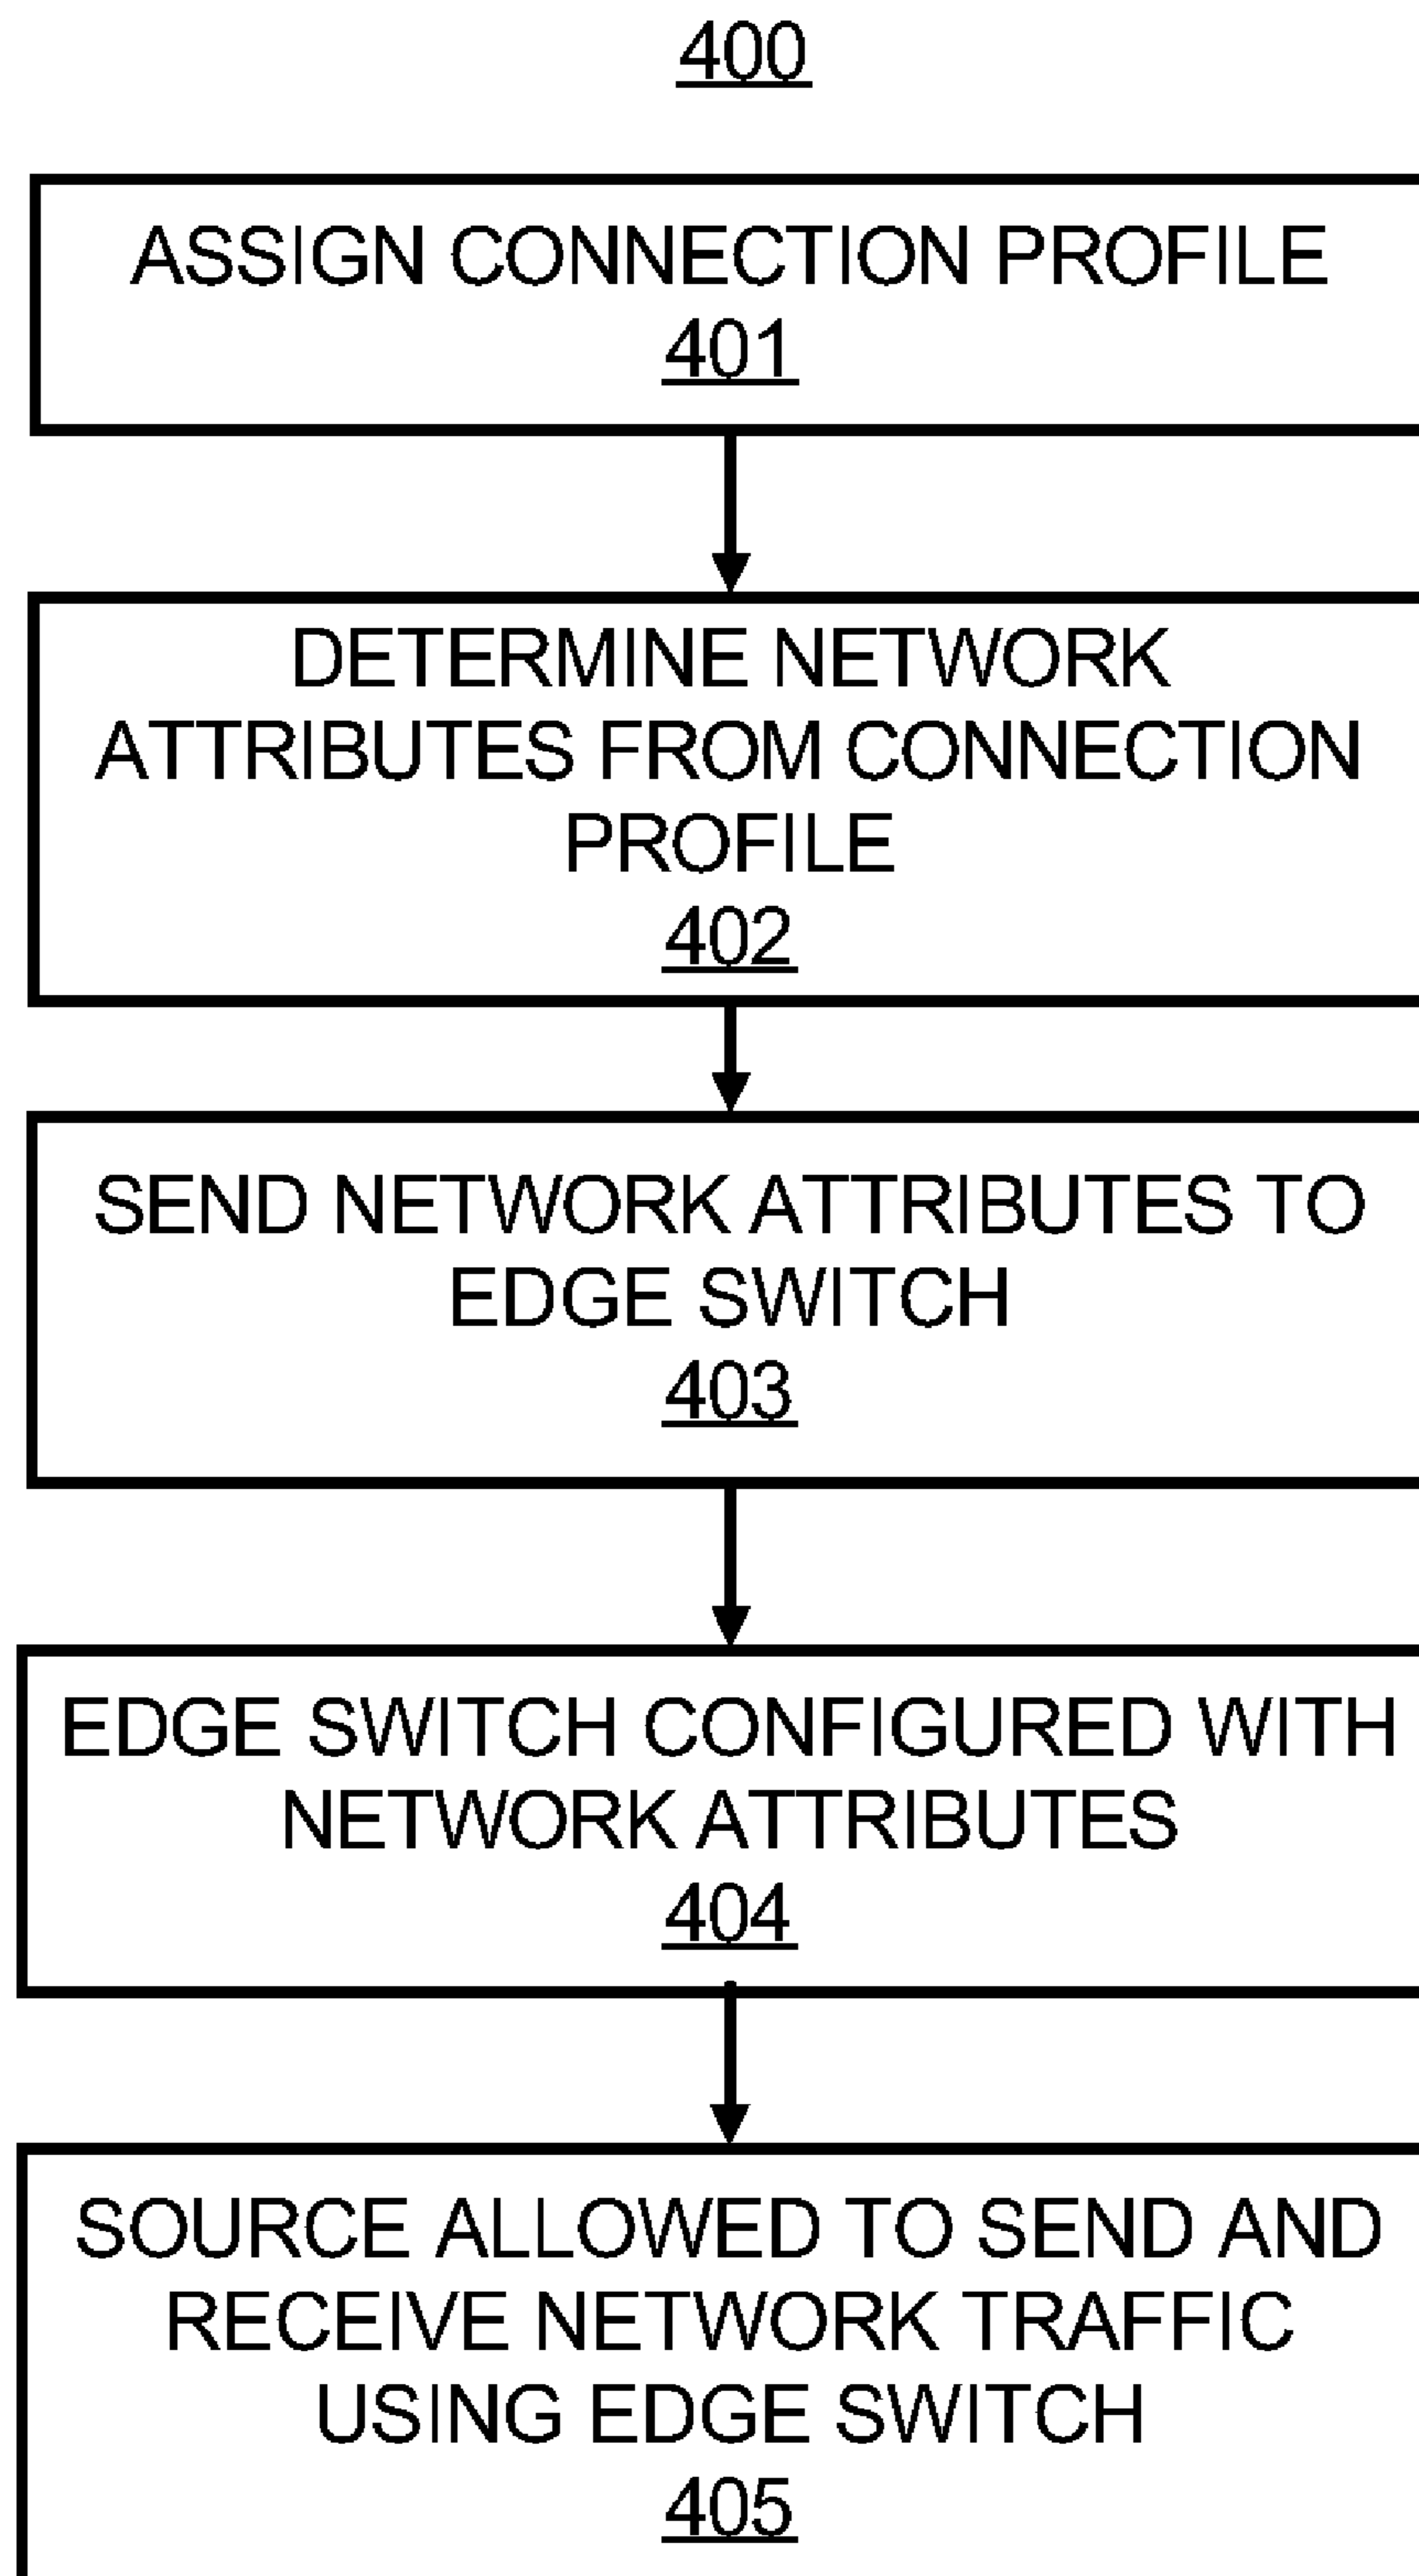 400
ASSIGN CONNECTION PROFILE
401
DETERMINE NETWORK
ATTRIBUTES FROM CONNECTION
PROFILE
402
SEND NETWORK ATTRIBUTES TO
EDGE SWITCH
403
EDGE SWITCH CONFIGURED WITH
NETWORK ATTRIBUTES
404
SOURCE ALLOWED TO SEND AND
RECEIVE NETWORK TRAFFIC
USING EDGE SWITCH
405